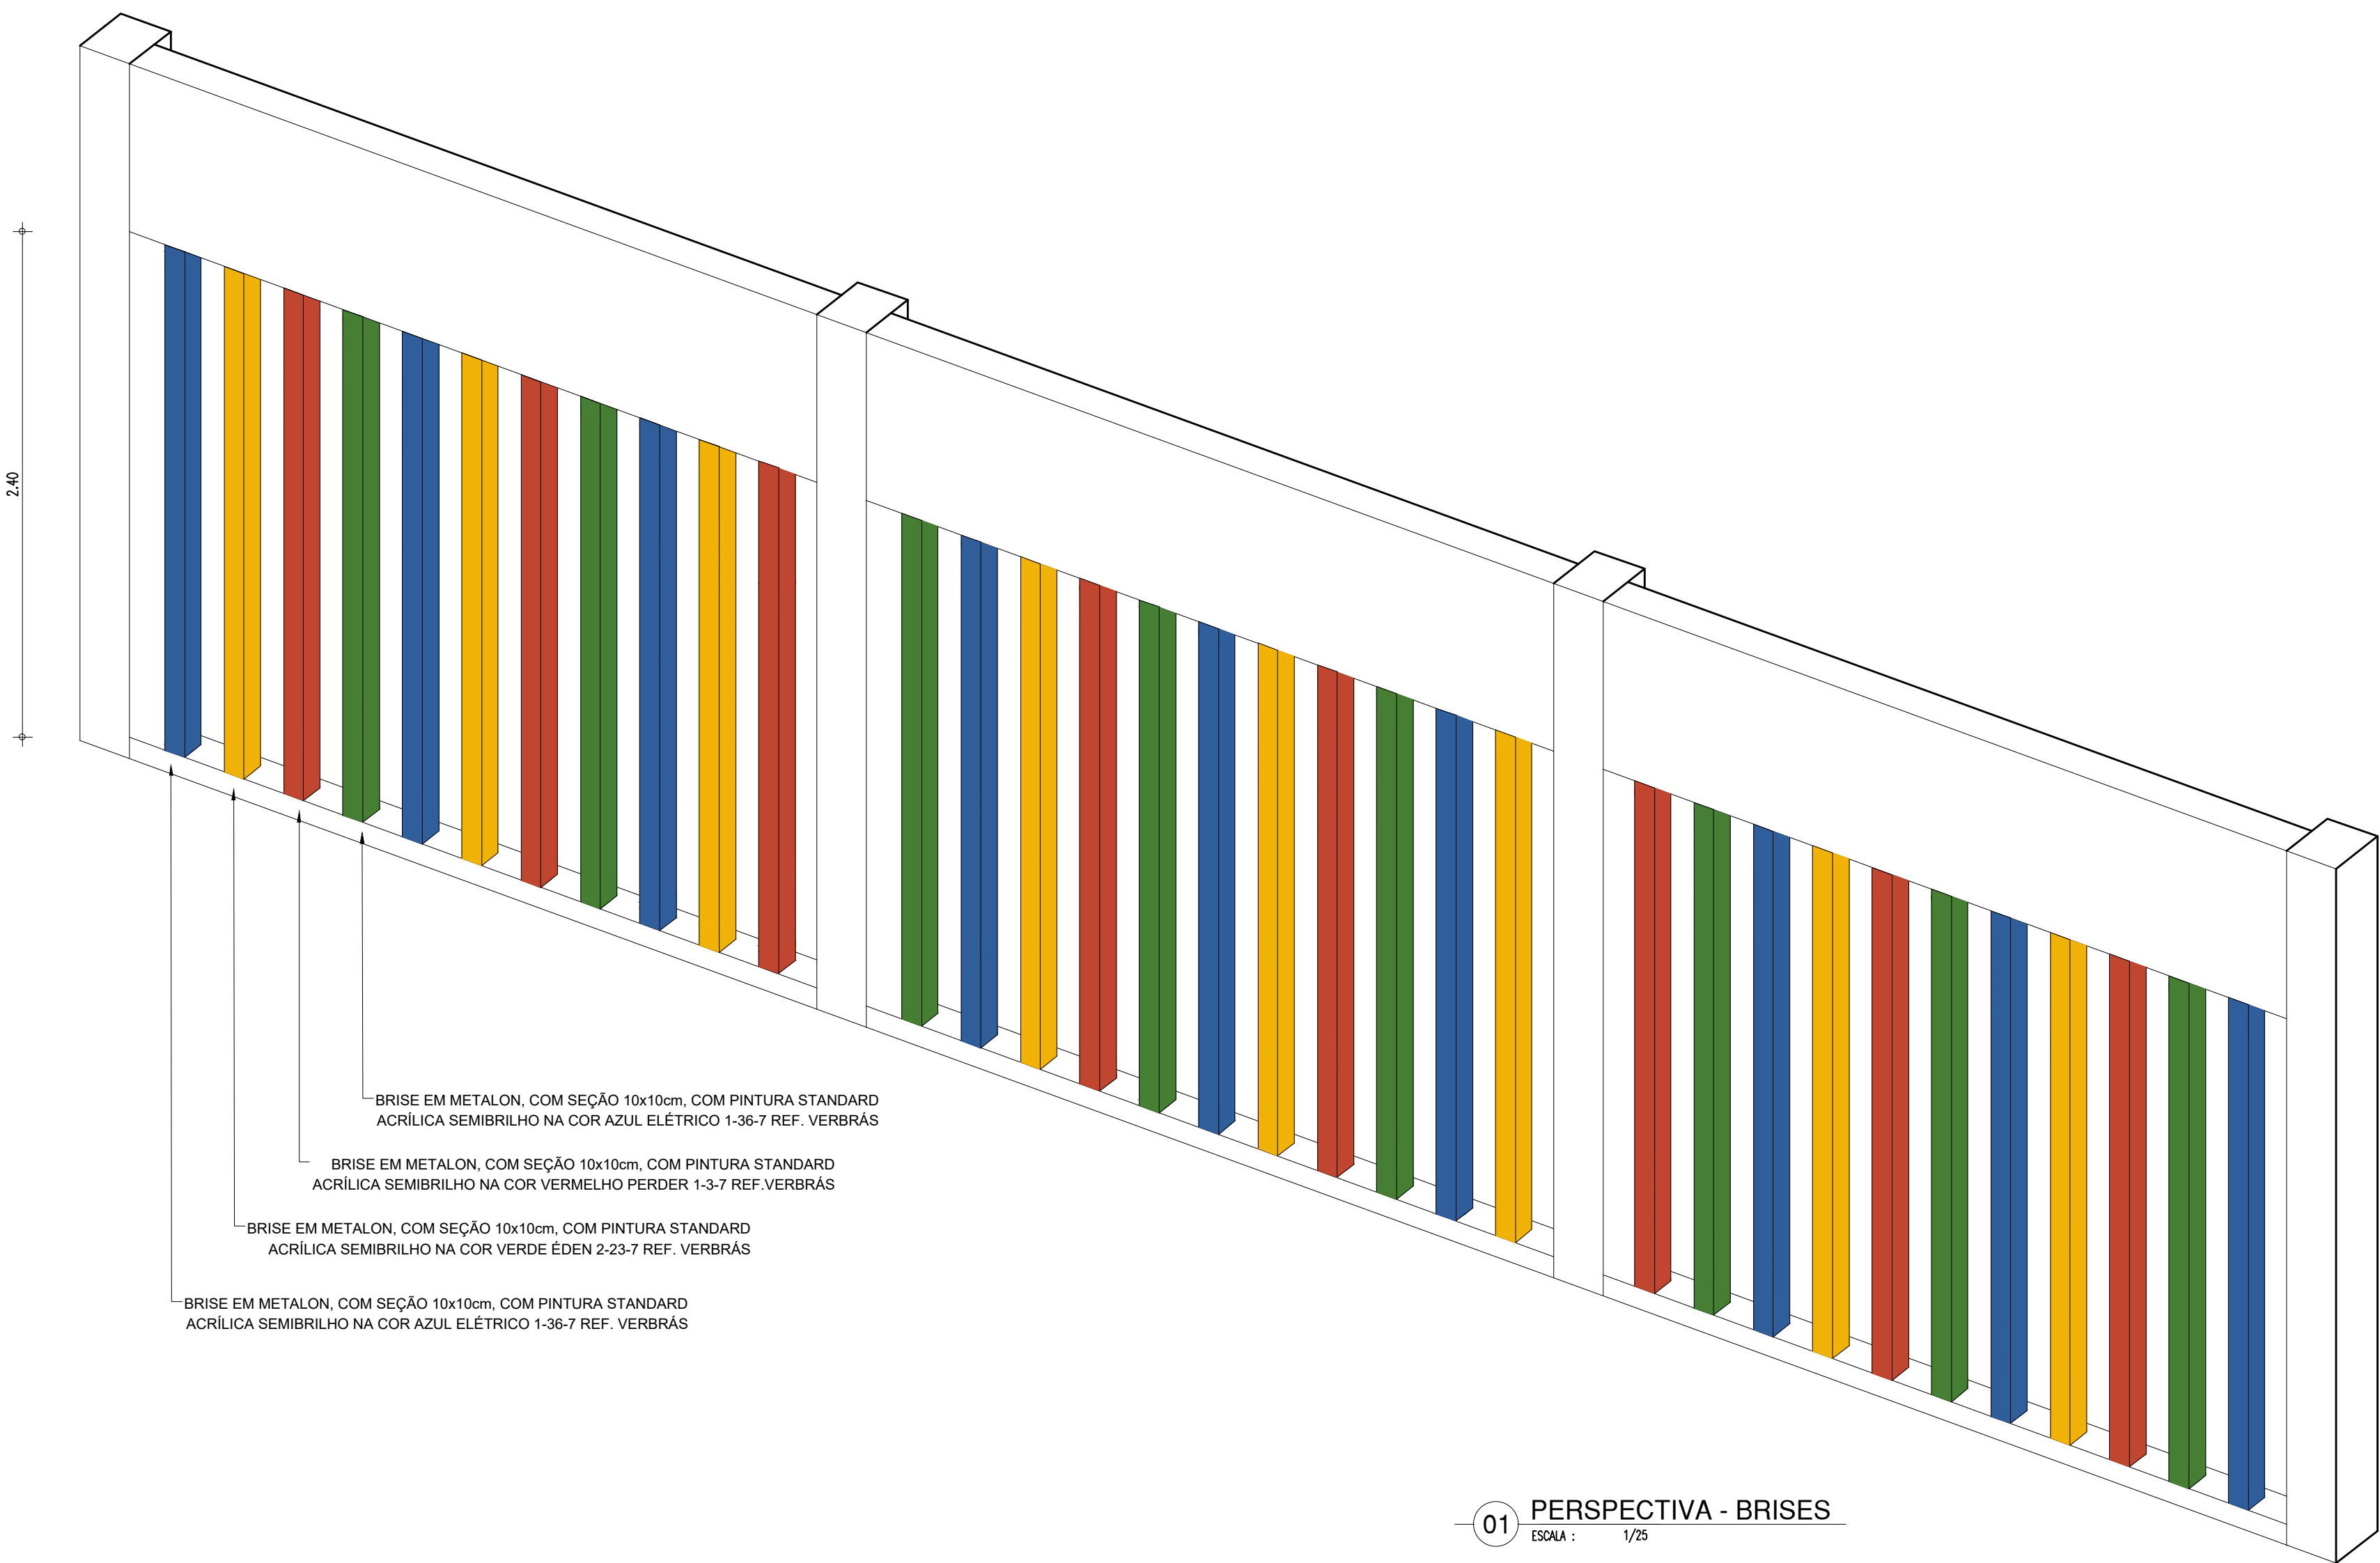 2.40
BRISE EM METALON, COM SEÇÃO 10x10cm, COM PINTURA STANDARD
ACRÍLICA SEMIBRILHO NA COR AZUL ELÉTRICO 1-36-7 REF. VERBRÁS
BRISE EM METALON, COM SEÇÃO 10x10cm, COM PINTURA STANDARD
ACRÍLICA SEMIBRILHO NA COR VERMELHO PERDER 1-3-7 REF.VERBRÁS
BRISE EM METALON, COM SEÇÃO 10x10cm, COM PINTURA STANDARD
ACRÍLICA SEMIBRILHO NA COR VERDE ÉDEN 2-23-7 REF. VERBRÁS
BRISE EM METALON, COM SEÇÃO 10x10cm, COM PINTURA STANDARD
ACRÍLICA SEMIBRILHO NA COR AZUL ELÉTRICO 1-36-7 REF. VERBRÁS
01 PERSPECTIVA - BRISES
ESCALA : 1/25